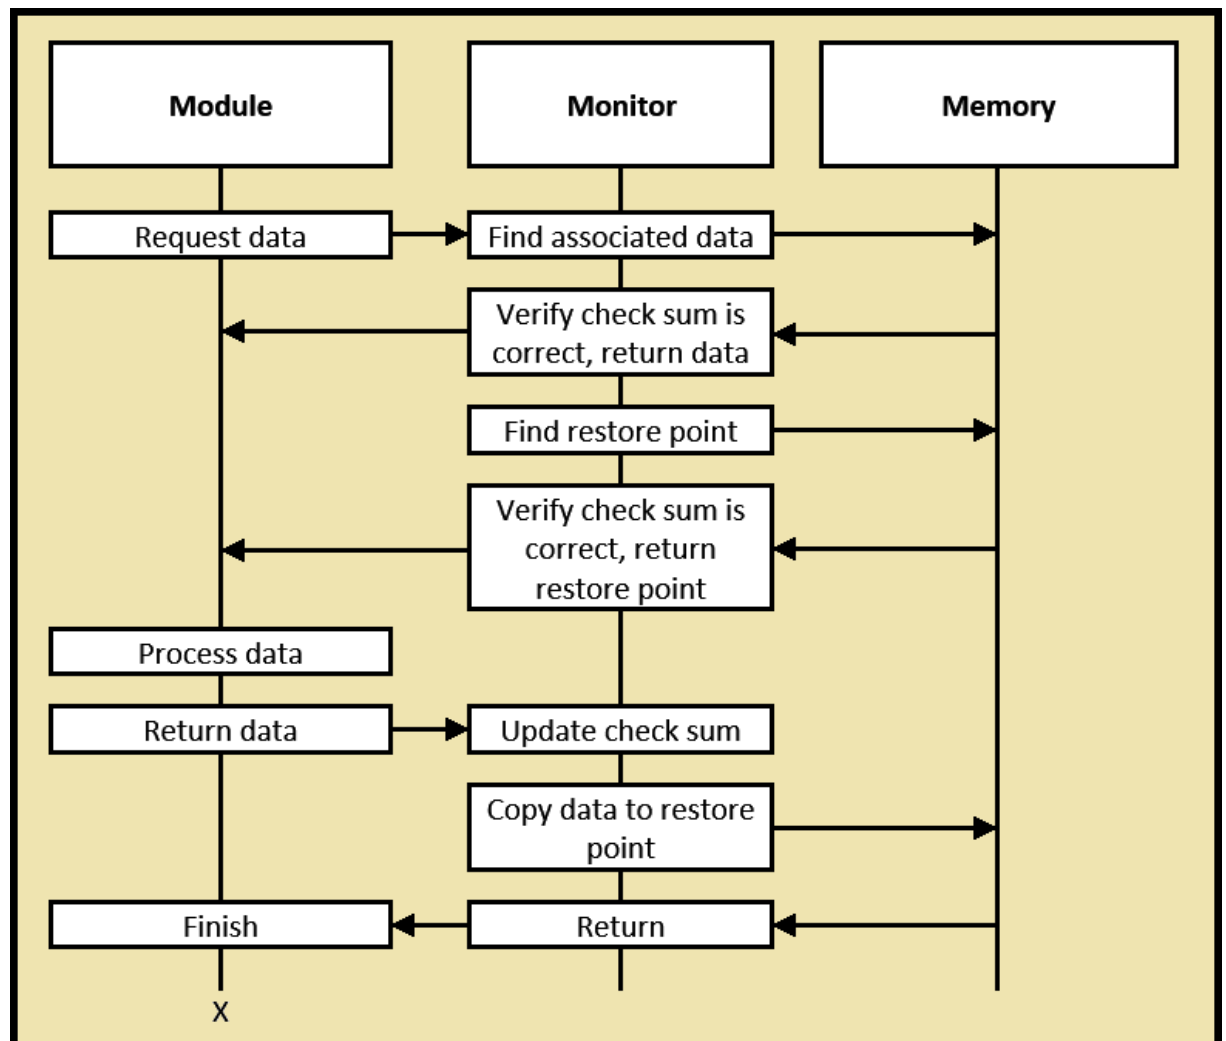 Module
Monitor
Memory
Request data
Find associated data
Verify check sum is
correct, return data
Find restore point
Verify check sum is
correct, return
restore point
Process data
Return data
Update check sum
Copy data to restore
point
Finish
Return
X